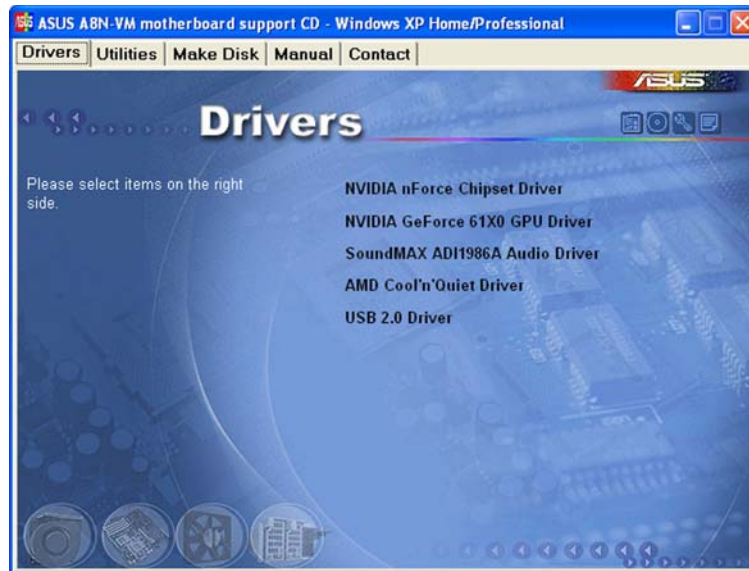 ASUS A8N-VM motherboard support CD - Windows XP Home/Professional
Drivers Utilities Make Disk Manual Contact
ASUS
Drivers
Please select items on the right
side.
NVIDIA nForce Chipset Driver
NVIDIA GeForce 61X0 GPU Driver
SoundMAX ADI1986A Audio Driver
AMD Cool'n'Quiet Driver
USB 2.0 Driver